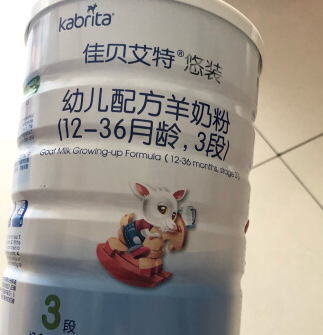 kabrita
佳贝艾特®悠装
幼儿配方羊奶粉
(12-36月龄, 3段)
Goat Milk Growing-up Formula (12-36 months, stage 3)
3段